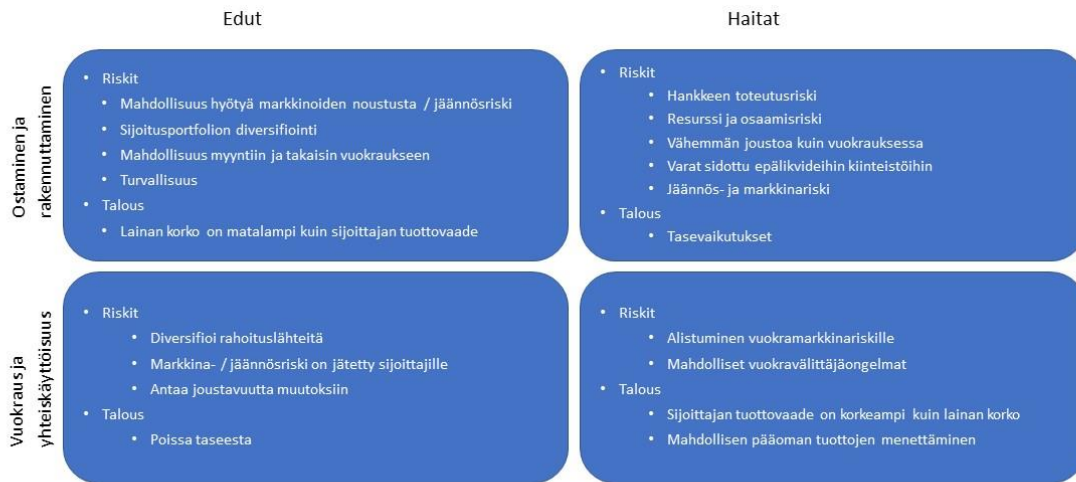 Edut
Haitat
Ostaminen ja
rakennuttaminen
• Riskit
• Mahdollisuus hyötyä markkinoiden noustusta / jäännösriski
• Sijoitusportfolion diversifiointi
• Mahdollisuus myyntiin ja takaisin vuokraukseen
• Turvallisuus
• Talous
• Lainan korko on matalampi kuin sijoittajan tuottovaade
• Riskit
• Hankkeen toteutusriski
• Resurssi ja osaamisriski
• Vähemmän joustoa kuin vuokrauksessa
• Varat sidottu epälikvideihin kiinteistöihin
• Jäännös- ja markkinariski
• Talous
• Tasevaikutukset
Vuokraus ja
yhteiskäyttöisuus
• Riskit
• Diversifioi rahoituslähteitä
• Markkina- / jäännösriski on jätetty sijoittajille
• Antaa joustavuutta muutoksiin
• Talous
• Poissa taseesta
• Riskit
• Alistuminen vuokramarkkinariskille
• Mahdolliset vuokravälittäjäongelmat
• Talous
• Sijoittajan tuottovaade on korkeampi kuin lainan korko
• Mahdollisen pääoman tuottojen menettäminen